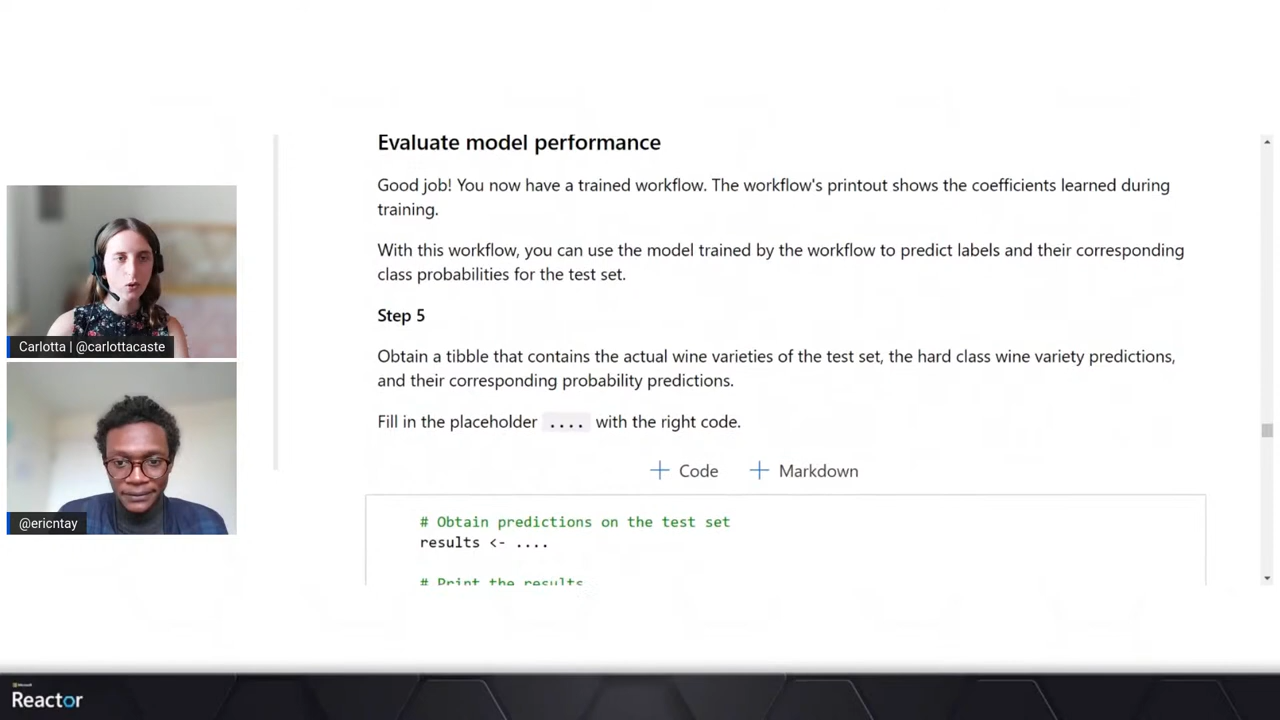 Evaluate model performance
Good job! You now have a trained workflow. The workflow's printout shows the coefficients learned during
training.
With this workflow, you can use the model trained by the workflow to predict labels and their corresponding
class probabilities for the test set.
Step 5
Obtain a tibble that contains the actual wine varieties of the test set, the hard class wine variety predictions,
and their corresponding probability predictions.
Fill in the placeholder .... with the right code.
+ Code + Markdown
# Obtain predictions on the test set
results <- ....
# Print the results
Carlotta | @carlottacaste
@ericntay
Microsoft
Reactor